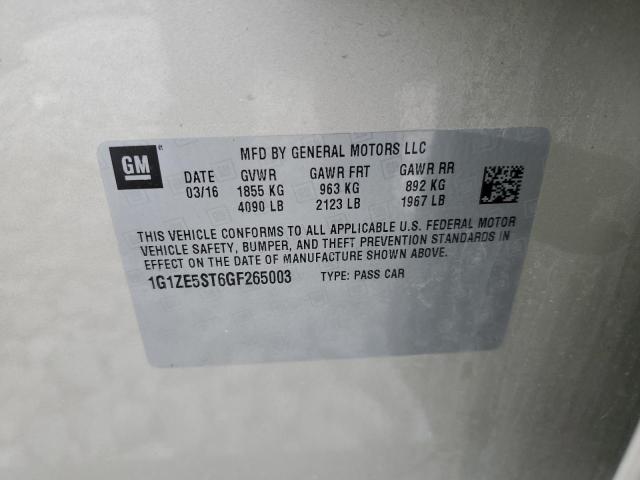 GM
MFD BY GENERAL MOTORS LLC
DATE GVWR GAWR FRT GAWR RR
03/16 1855 KG 963 KG 892 KG
4090 LB 2123 LB 1967 LB
THIS VEHICLE CONFORMS TO ALL APPLICABLE U.S. FEDERAL MOTOR
VEHICLE SAFETY, BUMPER, AND THEFT PREVENTION STANDARDS IN
EFFECT ON THE DATE OF MANUFACTURE SHOWN ABOVE.
1G1ZE5ST6GF265003 TYPE: PASS CAR